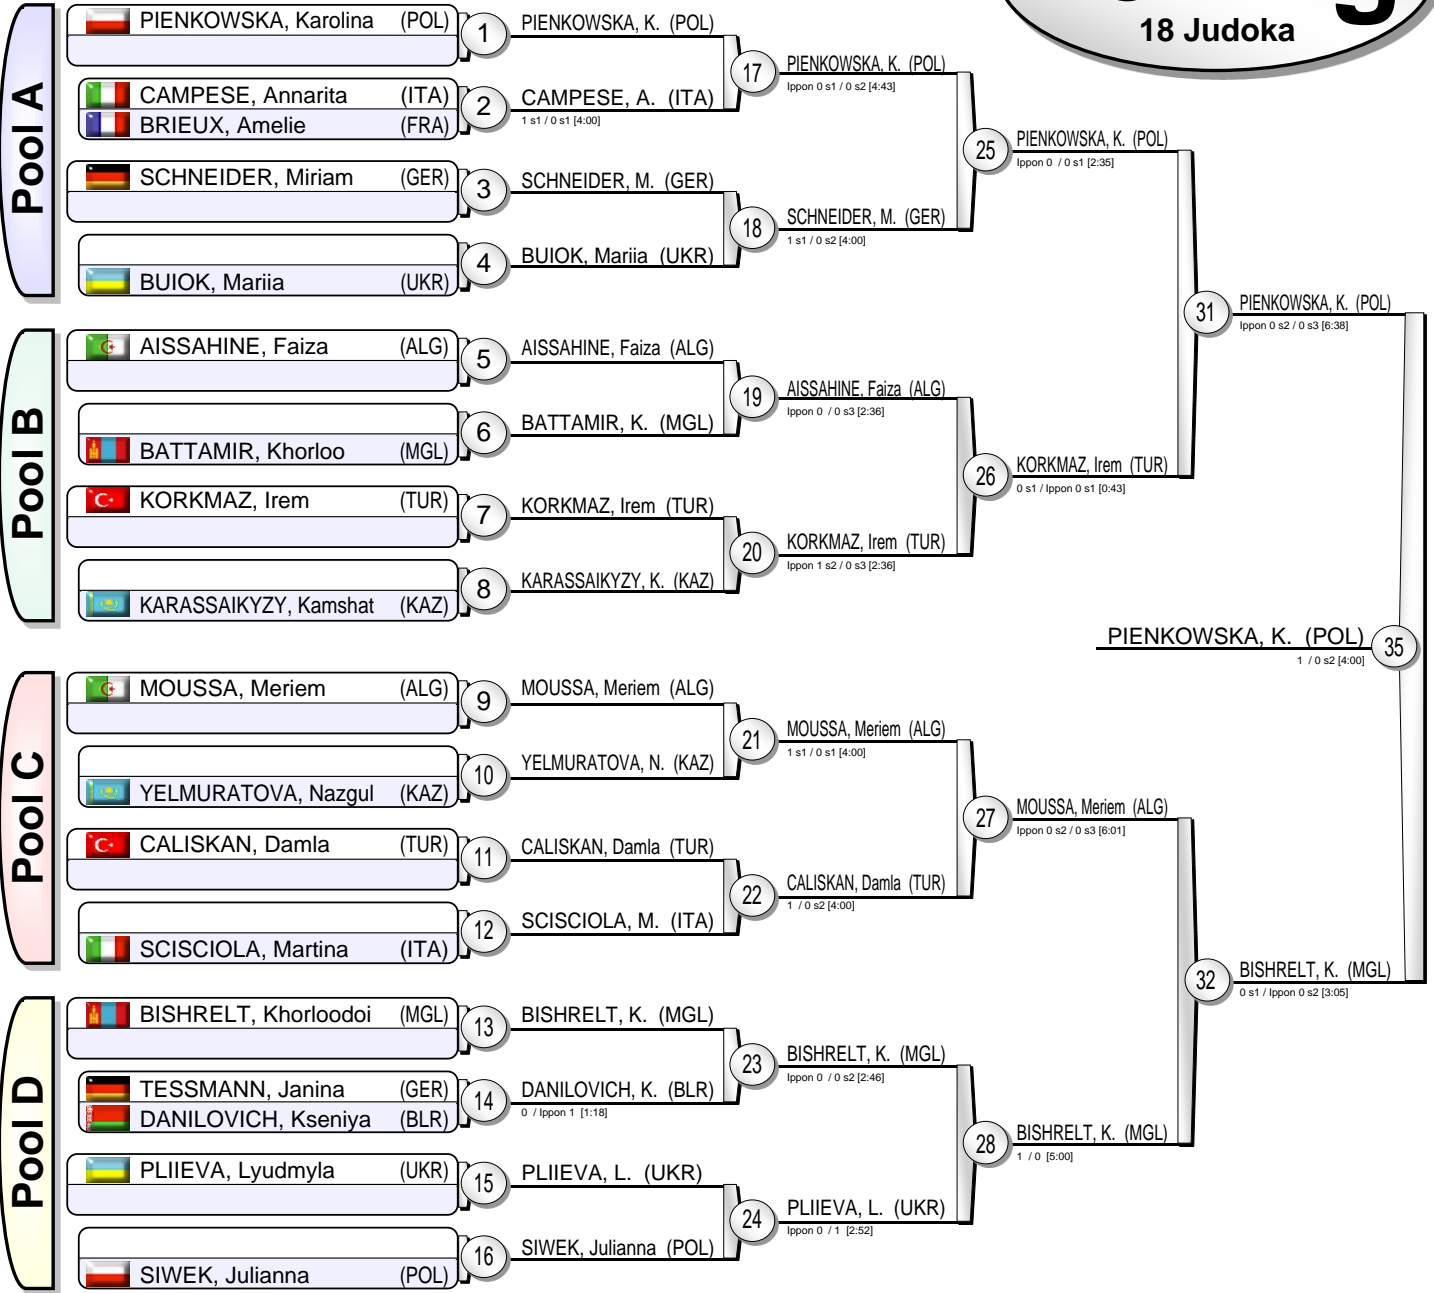 18 Judoka
Pool A
PIENKOWSKA, Karolina (POL)
1
PIENKOWSKA, K. (POL)
CAMPESE, Annarita (ITA)
BRIEUX, Amelie (FRA)
2
CAMPESE, A. (ITA)
1 s1 / 0 s1 [4:00]
17
PIENKOWSKA, K. (POL)
Ippon 0 s1 / 0 s2 [4:43]
SCHNEIDER, Miriam (GER)
3
SCHNEIDER, M. (GER)
BUIOK, Mariia (UKR)
4
BUIOK, Mariia (UKR)
18
SCHNEIDER, M. (GER)
1 s1 / 0 s2 [4:00]
25
PIENKOWSKA, K. (POL)
Ippon 0 / 0 s1 [2:35]
Pool B
AISSAHINE, Faiza (ALG)
5
AISSAHINE, Faiza (ALG)
BATTAMIR, Khorloo (MGL)
6
BATTAMIR, K. (MGL)
19
AISSAHINE, Faiza (ALG)
Ippon 0 / 0 s3 [2:36]
KORKMAZ, Irem (TUR)
7
KORKMAZ, Irem (TUR)
KARASSAIKYZY, Kamshat (KAZ)
8
KARASSAIKYZY, K. (KAZ)
20
KORKMAZ, Irem (TUR)
Ippon 1 s2 / 0 s3 [2:36]
26
KORKMAZ, Irem (TUR)
0 s1 / Ippon 0 s1 [0:43]
31
PIENKOWSKA, K. (POL)
Ippon 0 s2 / 0 s3 [6:38]
PIENKOWSKA, K. (POL)
1 / 0 s2 [4:00]
35
Pool C
MOUSSA, Meriem (ALG)
9
MOUSSA, Meriem (ALG)
YELMURATOVA, Nazgul (KAZ)
10
YELMURATOVA, N. (KAZ)
21
MOUSSA, Meriem (ALG)
1 s1 / 0 s1 [4:00]
CALISKAN, Damla (TUR)
11
CALISKAN, Damla (TUR)
SCISCIOLA, Martina (ITA)
12
SCISCIOLA, M. (ITA)
22
CALISKAN, Damla (TUR)
1 / 0 s2 [4:00]
27
MOUSSA, Meriem (ALG)
Ippon 0 s2 / 0 s3 [6:01]
Pool D
BISHRELT, Khorloodoi (MGL)
13
BISHRELT, K. (MGL)
TESSMANN, Janina (GER)
DANILOVICH, Kseniya (BLR)
14
DANILOVICH, K. (BLR)
0 / Ippon 1 [1:18]
23
BISHRELT, K. (MGL)
Ippon 0 / 0 s2 [2:46]
PLIIEVA, Lyudmyla (UKR)
15
PLIIEVA, L. (UKR)
SIWEK, Julianna (POL)
16
SIWEK, Julianna (POL)
24
PLIIEVA, L. (UKR)
Ippon 0 / 1 [2:52]
28
BISHRELT, K. (MGL)
1 / 0 [5:00]
32
BISHRELT, K. (MGL)
0 s1 / Ippon 0 s2 [3:05]